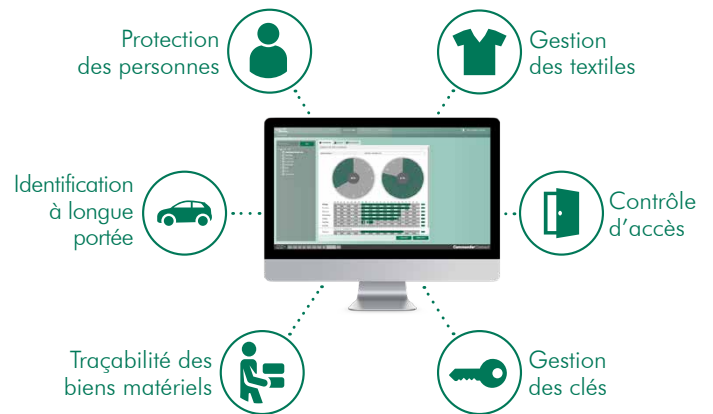 Protection
des personnes
Gestion
des textiles
Identification
à longue
portée
Contrôle
d'accès
Traçabilité des
biens matériels
Gestion
des clés